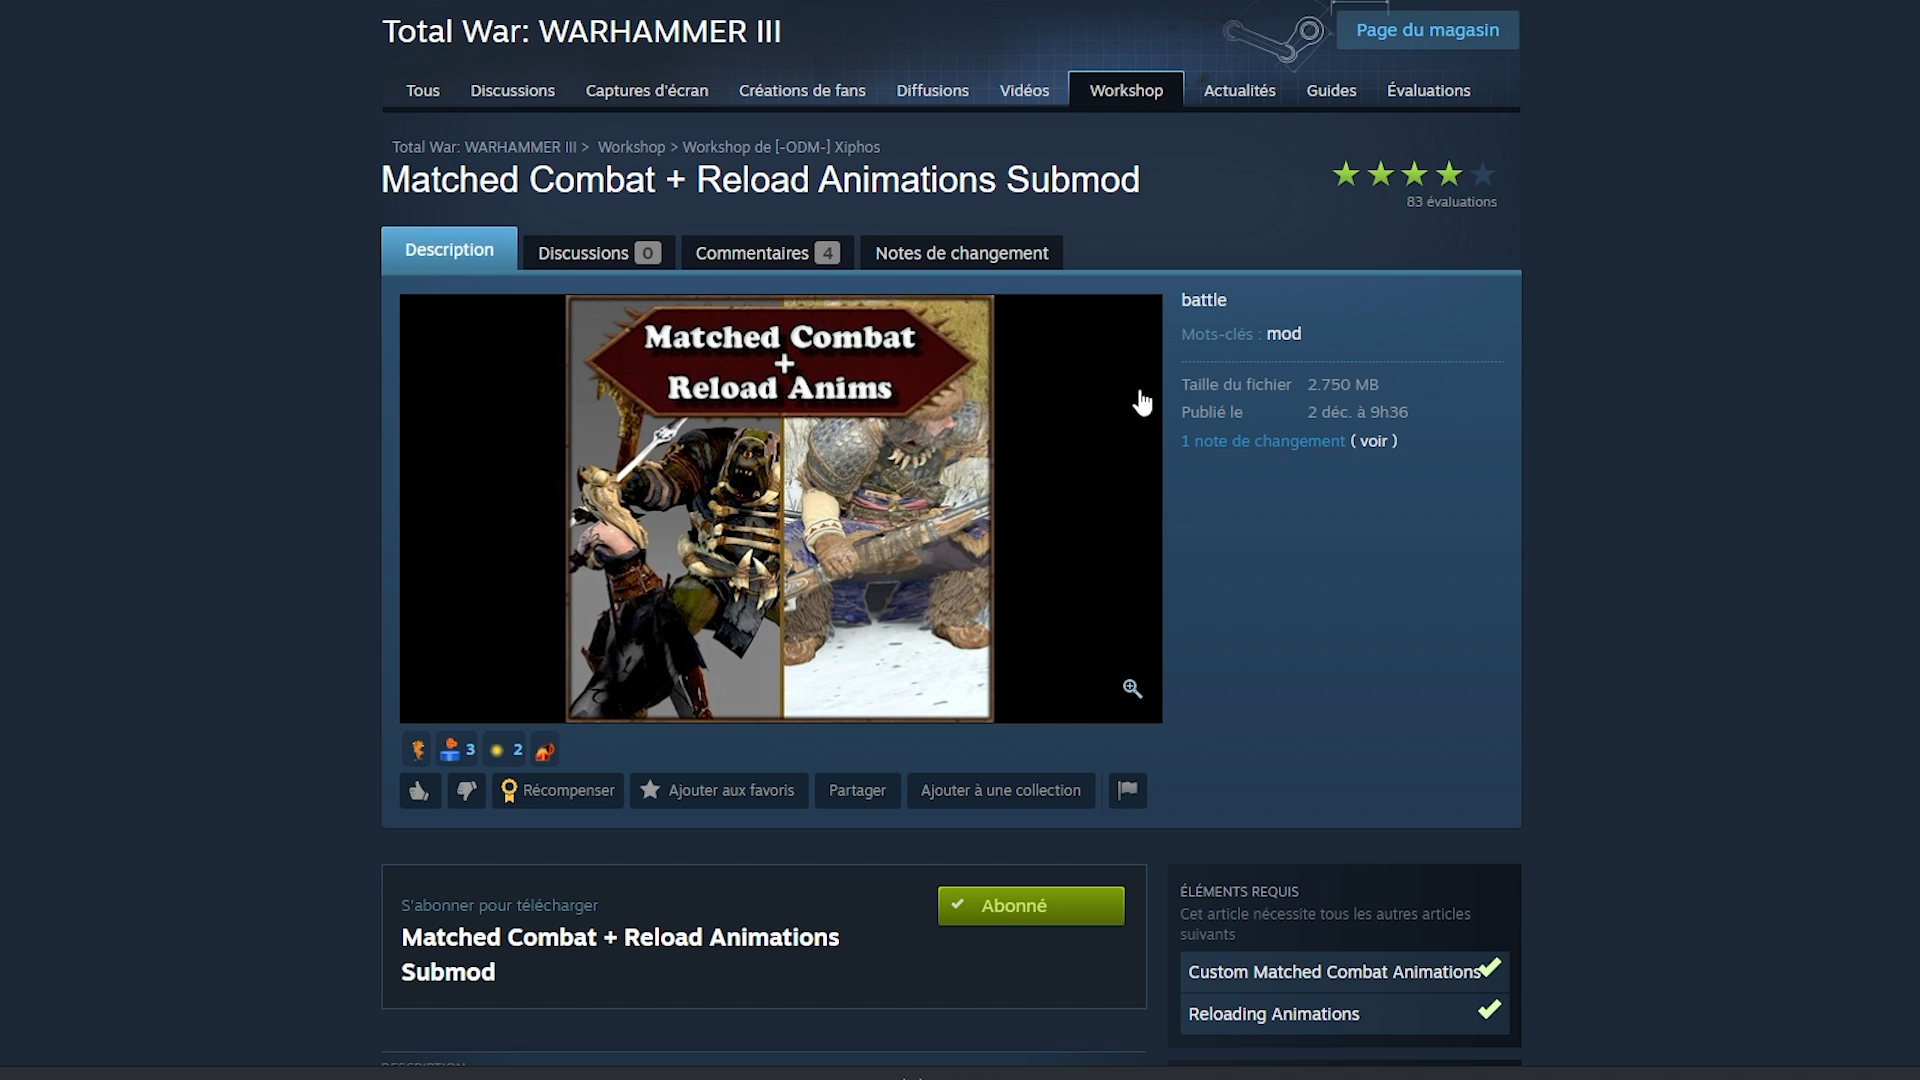 Total War: WARHAMMER III
Page du magasin
Tous Discussions Captures d'écran Créations de fans Diffusions Vidéos Workshop Actualités Guides Évaluations
Total War: WARHAMMER III > Workshop > Workshop de [-ODM-] Xiphos
Matched Combat + Reload Animations Submod
83 évaluations
Description Discussions 0 Commentaires 4 Notes de changement
Matched Combat
+
Reload Anims
battle
Mots-clés : mod
Taille du fichier 2.750 MB
Publié le 2 déc. à 9h36
1 note de changement ( voir )
3 2
Récompenser Ajouter aux favoris Partager Ajouter à une collection
S'abonner pour télécharger
Matched Combat + Reload Animations
Submod
Abonné
ÉLÉMENTS REQUIS
Cet article nécessite tous les autres articles
suivants
Custom Matched Combat Animations
Reloading Animations
DESCRIPTION